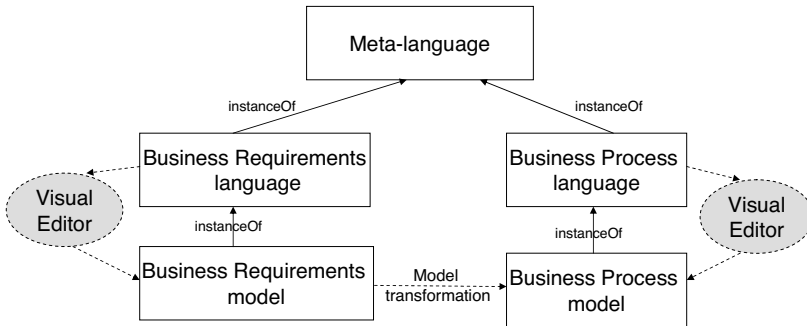 Meta-language
instanceOf
instanceOf
Business Requirements
language
Business Process
language
Visual
Editor
Visual
Editor
instanceOf
instanceOf
Business Requirements
model
Model
transformation
Business Process
model